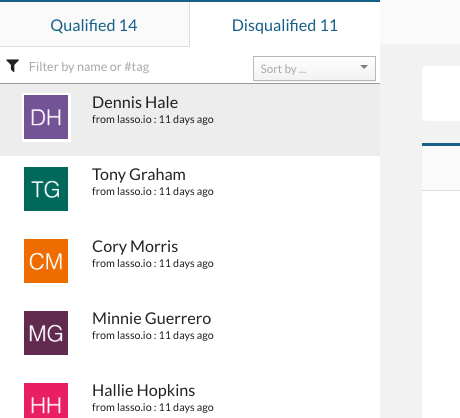 Qualified 14
Disqualified 11
Filter by name or #tag
Sort by ...
DH
Dennis Hale
from lasso.io : 11 days ago
TG
Tony Graham
from lasso.io : 11 days ago
CM
Cory Morris
from lasso.io : 11 days ago
MG
Minnie Guerrero
from lasso.io : 11 days ago
HH
Hallie Hopkins
from lasso.io : 11 days ago